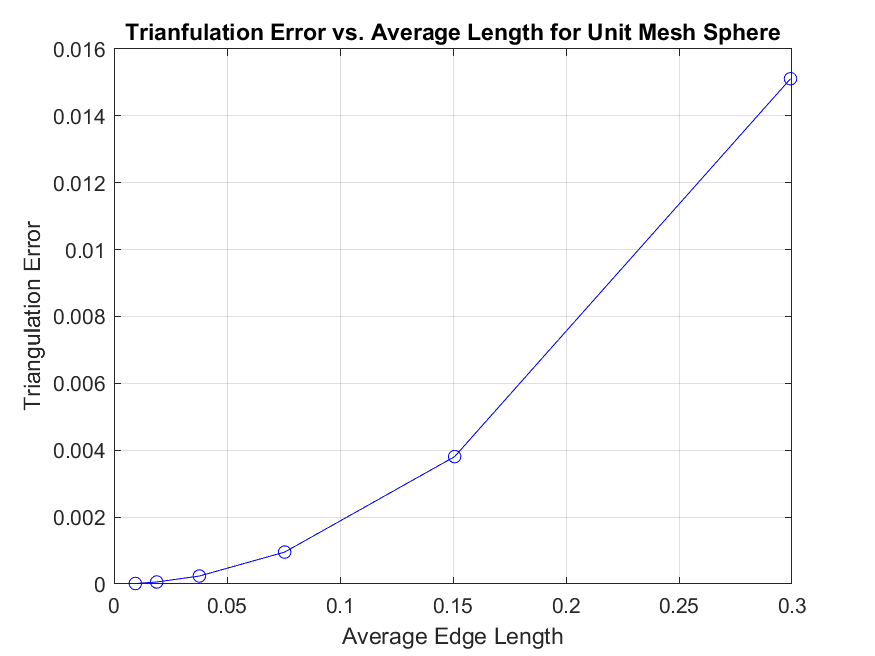 Trianfulation Error vs. Average Length for Unit Mesh Sphere
0.016
0.014
0.012
0.01
0.008
0.006
0.004
0.002
0
Triangulation Error
0 0.05 0.1 0.15 0.2 0.25 0.3
Average Edge Length